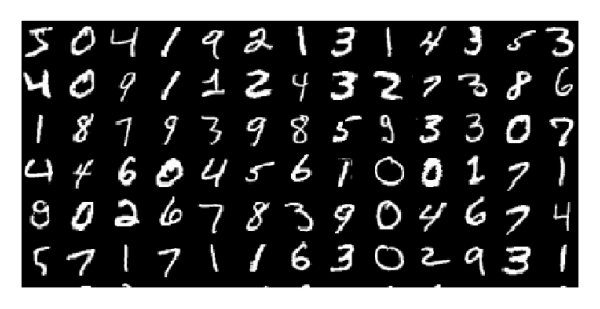 5 0 4 1 9 2 1 3 1 4 3 5 3
4 0 9 1 1 2 4 3 2 7 3 8 6
1 8 7 9 3 9 8 5 9 3 3 0 7
4 4 6 0 4 5 6 1 0 0 1 7 1
9 0 2 6 7 8 3 9 0 4 6 7 4
5 7 1 7 1 1 6 3 0 2 9 3 1